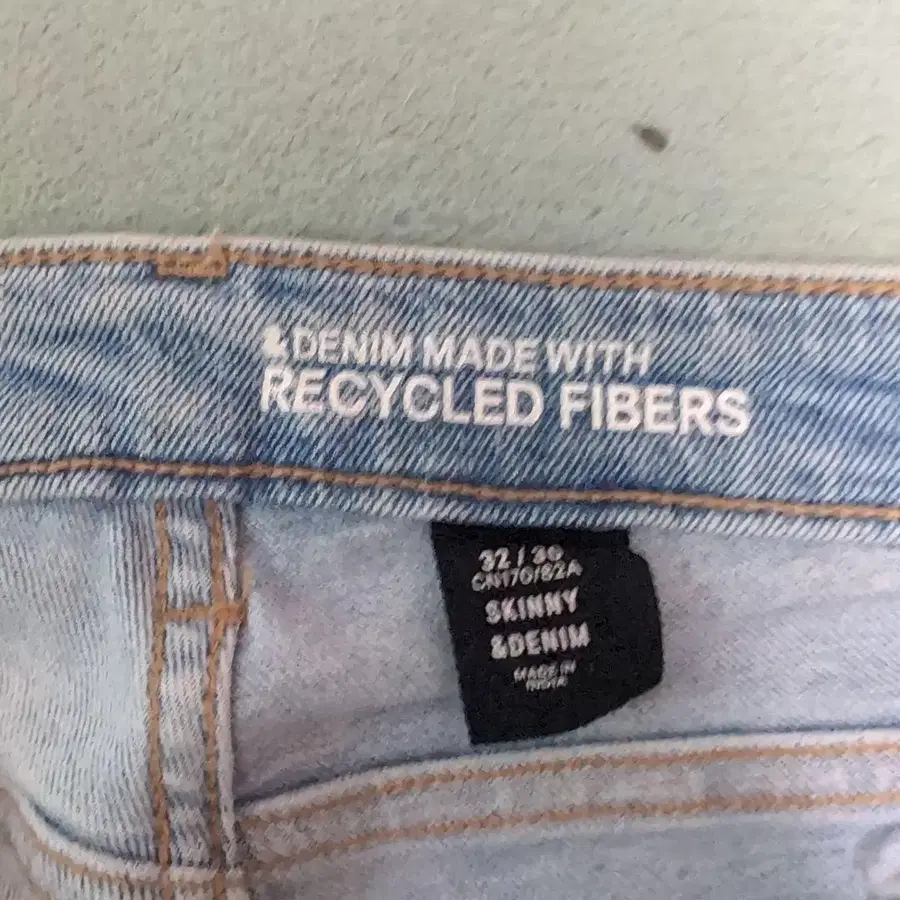 &DENIM MADE WITH
RECYCLED FIBERS
32/30
CN170/82A
SKINNY
&DENIM
MADE IN
INDIA